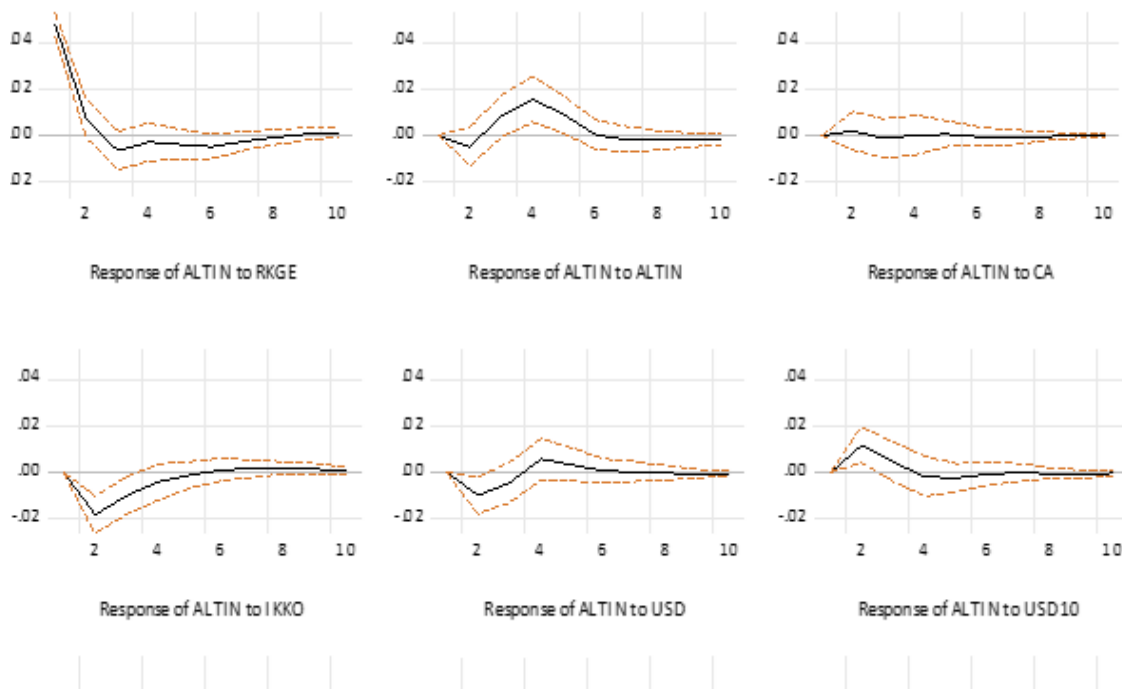 .04 .04 .04
.02 .02 .02
.00 .00 .00
.02 -.02 -.02
2 4 6 8 10 2 4 6 8 10 2 4 6 8 10
Response of ALTIN to RKGE Response of ALTIN to ALTIN Response of ALTIN to CA
.04 .04 .04
.02 .02 .02
.00 .00 .00
-.02 -.02 -.02
2 4 6 8 10 2 4 6 8 10 2 4 6 8 10
Response of ALTIN to IKKO Response of ALTIN to USD Response of ALTIN to USD10